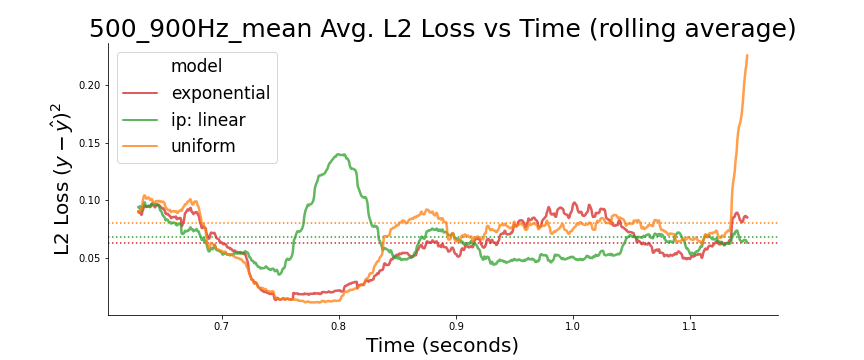 500_900Hz_mean Avg. L2 Loss vs Time (rolling average)
model
exponential
ip: linear
uniform
L2 Loss (y − ŷ)²
0.20
0.15
0.10
0.05
0.7
0.8
0.9
1.0
1.1
Time (seconds)